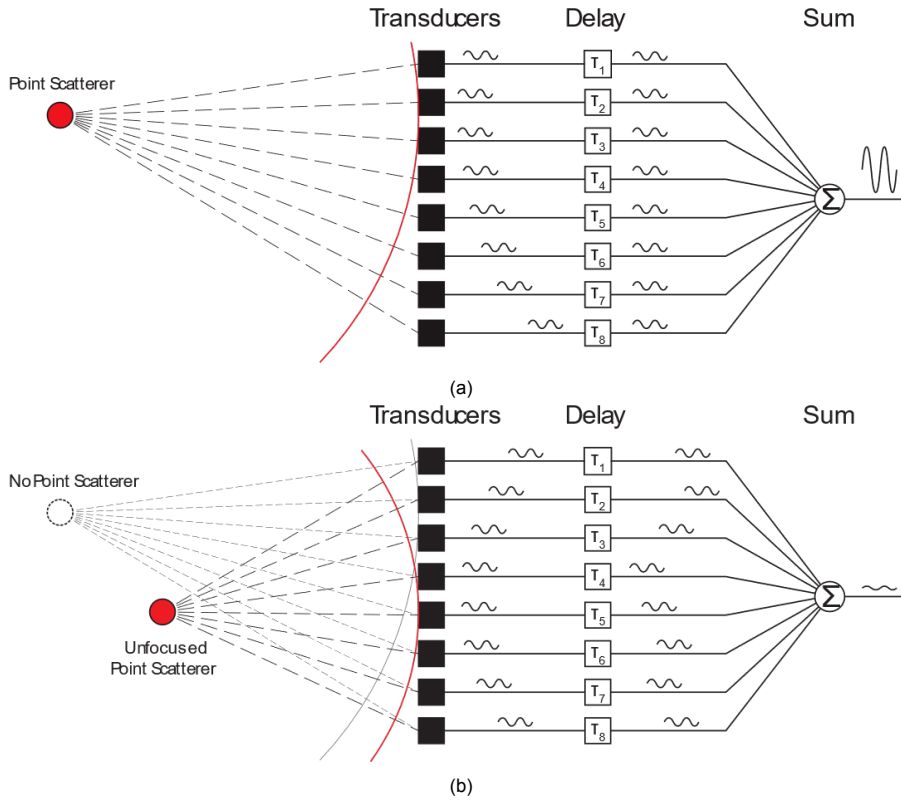 Transducers Delay Sum
Point Scatterer
T1
T2
T3
T4
T5
T6
T7
T8
Σ
(a)
Transducers Delay Sum
No Point Scatterer
Unfocused
Point Scatterer
T1
T2
T3
T4
T5
T6
T7
T8
Σ
(b)